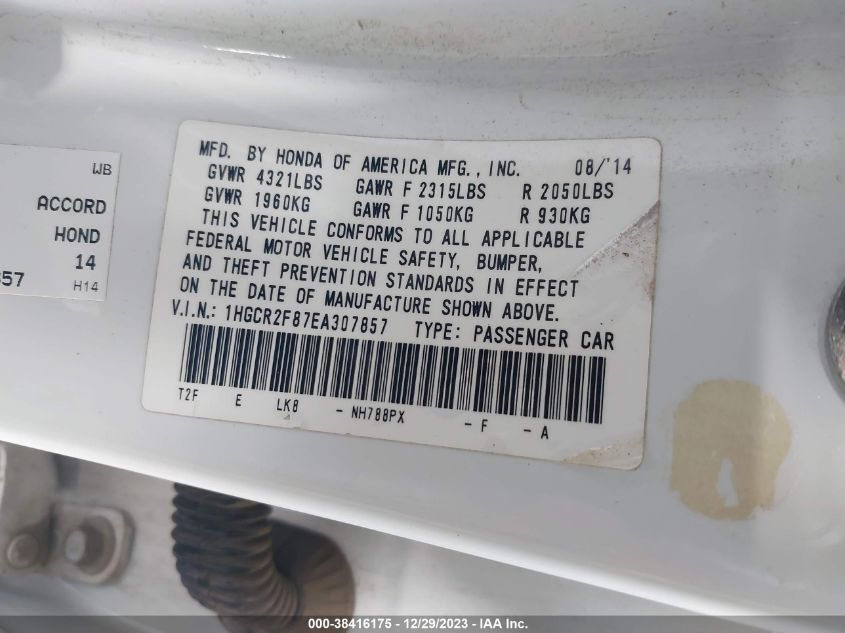 WB
ACCORD
HOND
14
857 H14
MFD. BY HONDA OF AMERICA MFG., INC. 08/'14
GVWR 4321LBS GAWR F 2315LBS R 2050LBS
GVWR 1960KG GAWR F 1050KG R 930KG
THIS VEHICLE CONFORMS TO ALL APPLICABLE
FEDERAL MOTOR VEHICLE SAFETY, BUMPER,
AND THEFT PREVENTION STANDARDS IN EFFECT
ON THE DATE OF MANUFACTURE SHOWN ABOVE.
V.I.N.: 1HGCR2F87EA307857 TYPE: PASSENGER CAR
T2F E LK8 - NH788PX - F - A
000-38416175 - 12/29/2023 - IAA Inc.